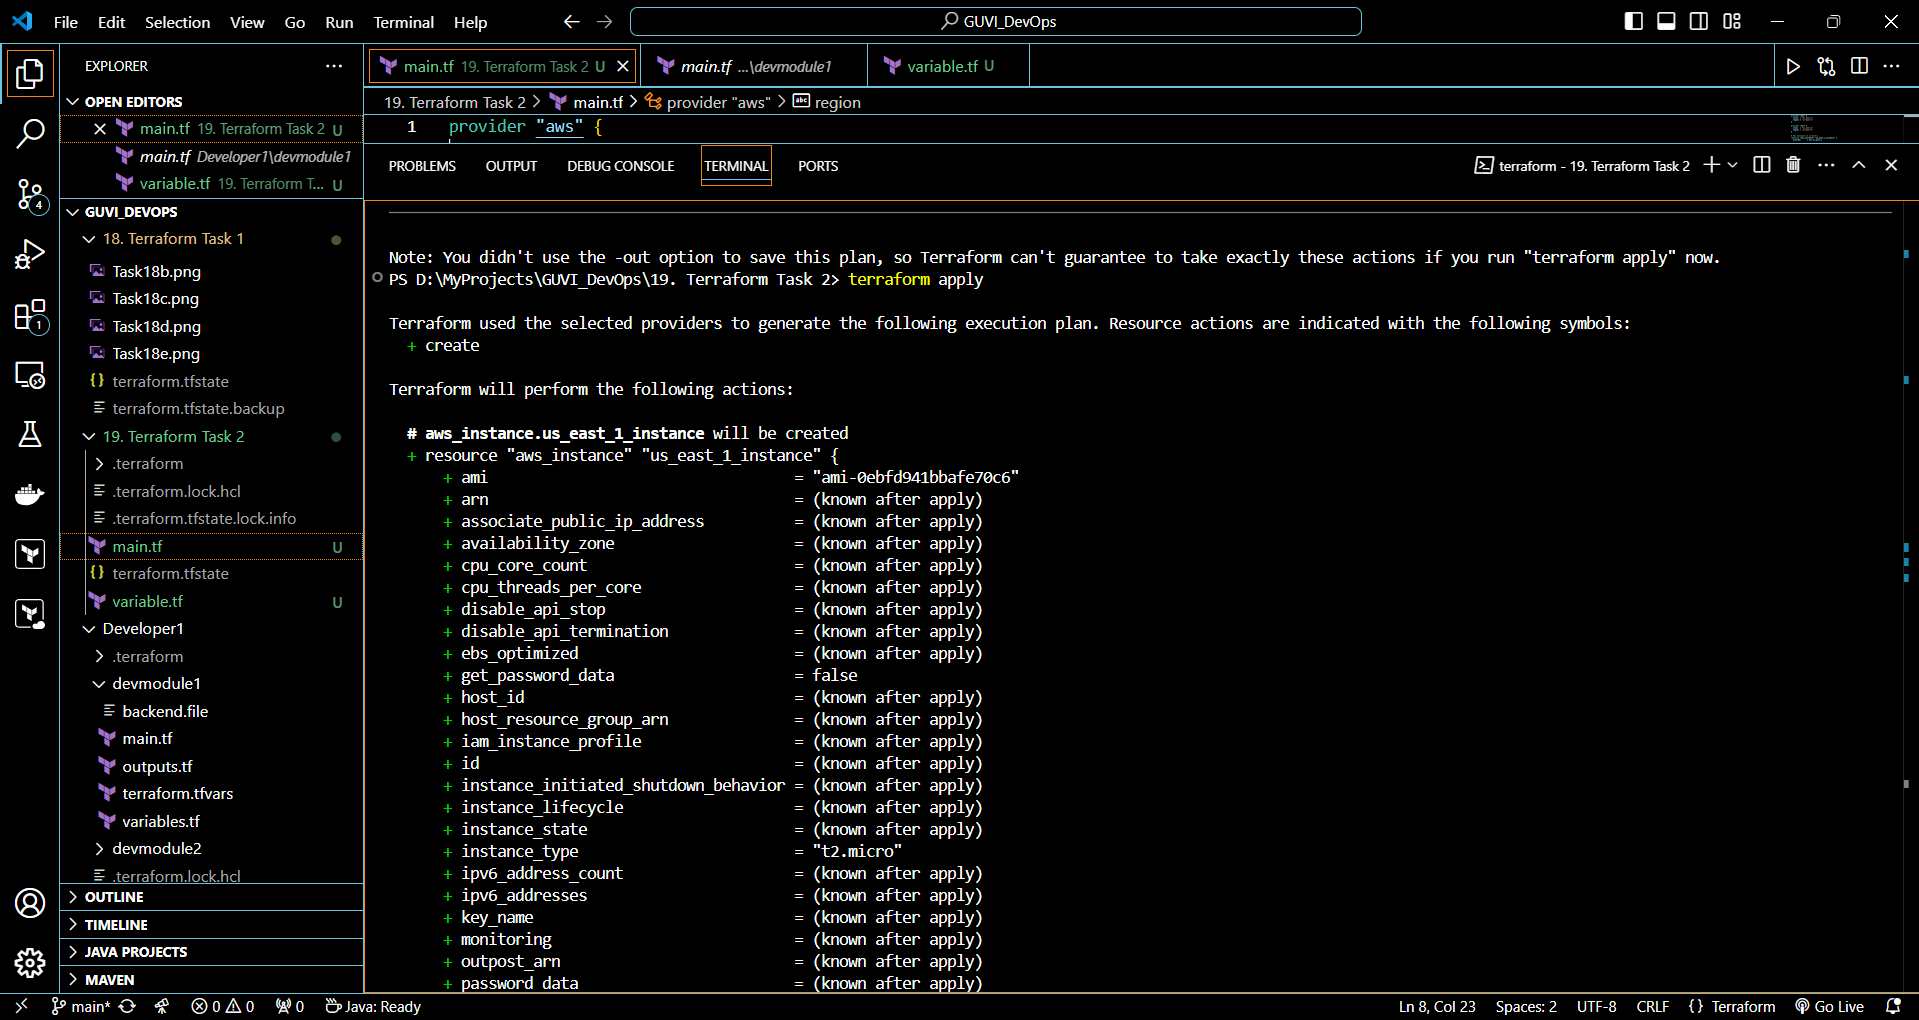 File Edit Selection View Go Run Terminal Help
GUVI_DevOps
EXPLORER
OPEN EDITORS
main.tf 19. Terraform Task 2 U
main.tf Developer1\devmodule1
variable.tf 19. Terraform T... U
GUVI_DEVOPS
18. Terraform Task 1
Task18b.png
Task18c.png
Task18d.png
Task18e.png
terraform.tfstate
terraform.tfstate.backup
19. Terraform Task 2
.terraform
.terraform.lock.hcl
.terraform.tfstate.lock.info
main.tf U
terraform.tfstate
variable.tf U
Developer1
.terraform
devmodule1
backend.file
main.tf
outputs.tf
terraform.tfvars
variables.tf
devmodule2
.terraform.lock.hcl
OUTLINE
TIMELINE
JAVA PROJECTS
MAVEN
4
1
main.tf 19. Terraform Task 2 U
main.tf ...\devmodule1
variable.tf U
19. Terraform Task 2 > main.tf > provider "aws" > region
1 provider "aws" {
PROBLEMS OUTPUT DEBUG CONSOLE TERMINAL PORTS
terraform - 19. Terraform Task 2
Note: You didn't use the -out option to save this plan, so Terraform can't guarantee to take exactly these actions if you run "terraform apply" now.
PS D:\MyProjects\GUVI_DevOps\19. Terraform Task 2> terraform apply
Terraform used the selected providers to generate the following execution plan. Resource actions are indicated with the following symbols:
+ create
Terraform will perform the following actions:
# aws_instance.us_east_1_instance will be created
+ resource "aws_instance" "us_east_1_instance" {
+ ami = "ami-0ebfd941bbafe70c6"
+ arn = (known after apply)
+ associate_public_ip_address = (known after apply)
+ availability_zone = (known after apply)
+ cpu_core_count = (known after apply)
+ cpu_threads_per_core = (known after apply)
+ disable_api_stop = (known after apply)
+ disable_api_termination = (known after apply)
+ ebs_optimized = (known after apply)
+ get_password_data = false
+ host_id = (known after apply)
+ host_resource_group_arn = (known after apply)
+ iam_instance_profile = (known after apply)
+ id = (known after apply)
+ instance_initiated_shutdown_behavior = (known after apply)
+ instance_lifecycle = (known after apply)
+ instance_state = (known after apply)
+ instance_type = "t2.micro"
+ ipv6_address_count = (known after apply)
+ ipv6_addresses = (known after apply)
+ key_name = (known after apply)
+ monitoring = (known after apply)
+ outpost_arn = (known after apply)
+ password_data = (known after apply)
main* 0 0 0 Java: Ready
Ln 8, Col 23 Spaces: 2 UTF-8 CRLF {} Terraform Go Live